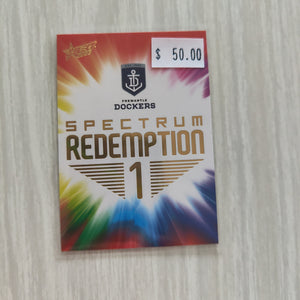 $ 50.00
FREMANTLE
DOCKERS
SPECTRUM
REDEMPTION
1